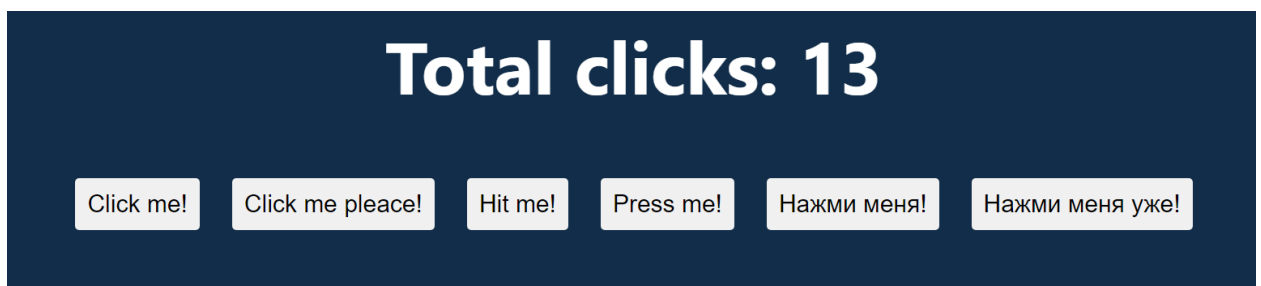 Total clicks: 13
Click me! Click me pleace! Hit me! Press me! Нажми меня! Нажми меня уже!